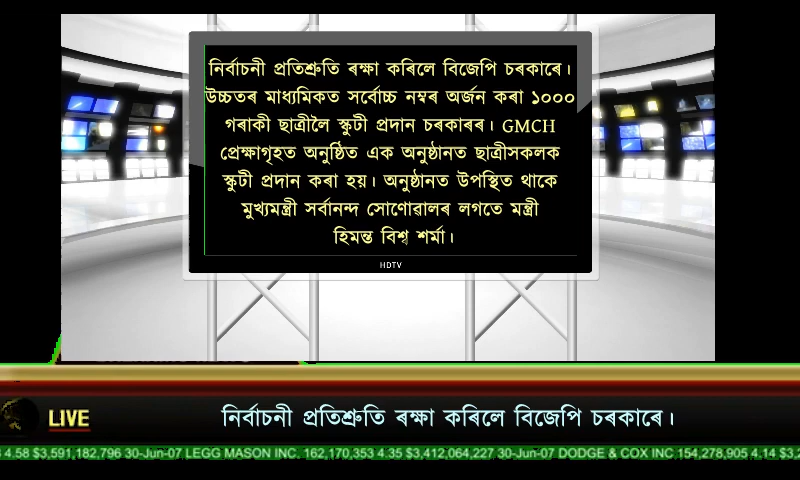 নিৰ্বাচনী প্ৰতিশ্ৰুতি ৰক্ষা কৰিলে বিজেপি চৰকাৰে।
উচ্চতৰ মাধ্যমিকত সৰ্বোচ্চ নম্বৰ অৰ্জন কৰা ১০০০
গৰাকী ছাত্ৰীলৈ স্কুটী প্ৰদান চৰকাৰৰ। GMCH
প্ৰেক্ষাগৃহত অনুষ্ঠিত এক অনুষ্ঠানত ছাত্ৰীসকলক
স্কুটী প্ৰদান কৰা হয়। অনুষ্ঠানত উপস্থিত থাকে
মুখ্যমন্ত্ৰী সৰ্বানন্দ সোণোৱালৰ লগতে মন্ত্ৰী
হিমন্ত বিশ্ব শৰ্মা।
HDTV
LIVE নিৰ্বাচনী প্ৰতিশ্ৰুতি ৰক্ষা কৰিলে বিজেপি চৰকাৰে।
4.58 $3,591,182,796 30-Jun-07 LEGG MASON INC. 162,170,353 4.35 $3,412,064,227 30-Jun-07 DODGE & COX INC 154,278,905 4.14